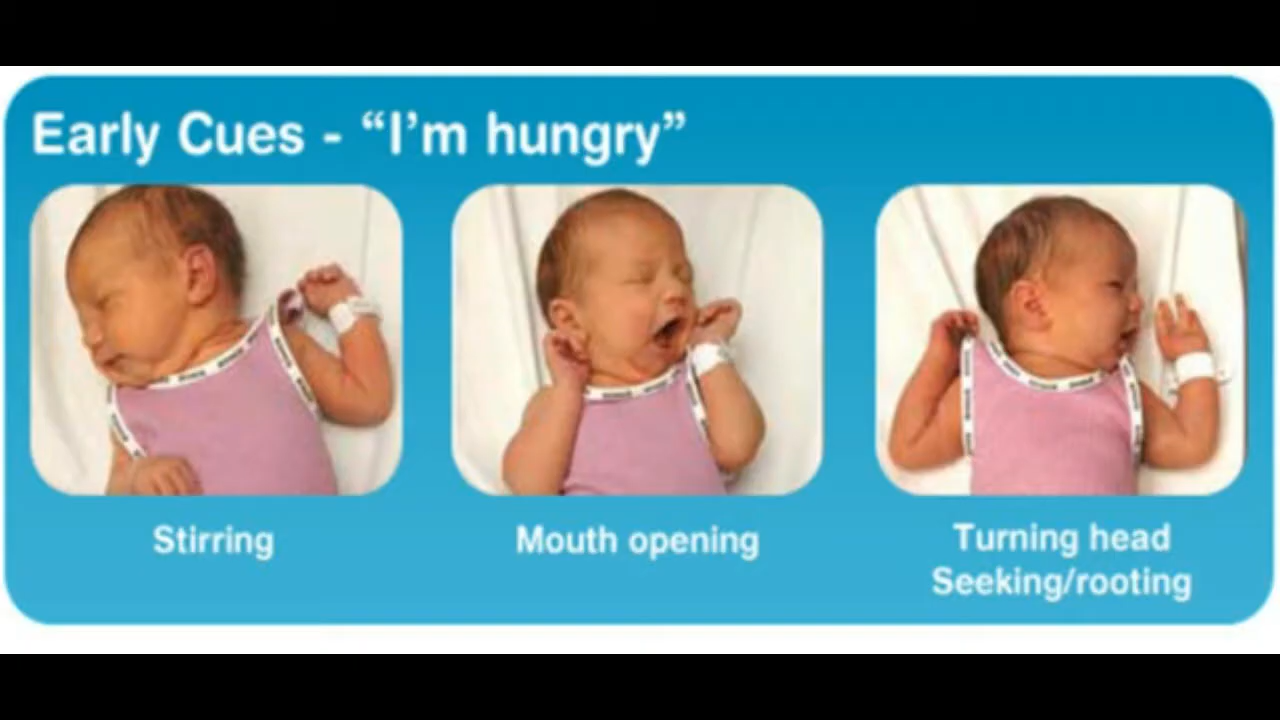 Early Cues - “I’m hungry”
Stirring
Mouth opening
Turning head
Seeking/rooting